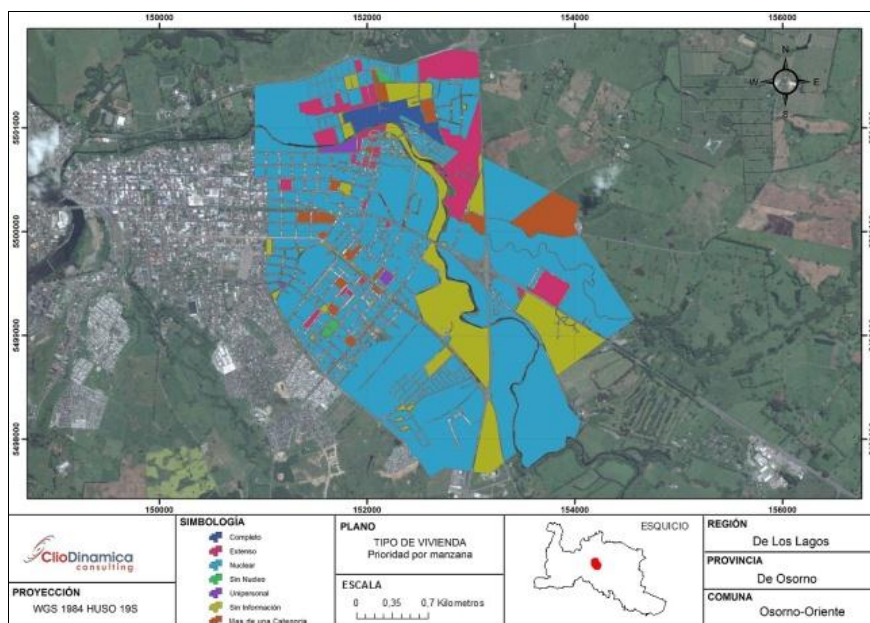 150000 152000 154000 156000
N
W E
S
5501000
5500000
5499000
5498000
150000 152000 154000 156000
ClioDinamica
consulting
PROYECCIÓN
WGS 1984 HUSO 19S
SIMBOLOGÍA
Completo
Extenso
Nuclear
Sin Nucleo
Unipersonal
Sin Información
Mas de una Categoría
PLANO
TIPO DE VIVIENDA
Prioridad por manzana
ESCALA
0 0,35 0,7 Kilometros
ESQUICIO
REGIÓN
De Los Lagos
PROVINCIA
De Osorno
COMUNA
Osorno-Oriente